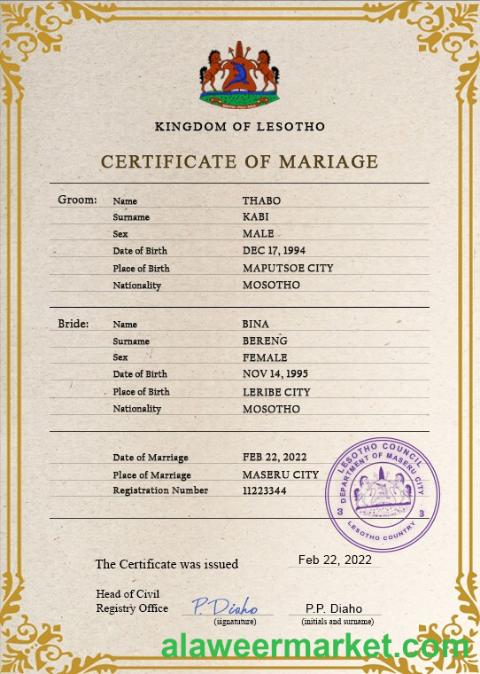 KINGDOM OF LESOTHO
CERTIFICATE OF MARIAGE
Groom: Name THABO
Surname KABI
Sex MALE
Date of Birth DEC 17, 1994
Place of Birth MAPUTSOE CITY
Nationality MOSOTHO
Bride: Name BINA
Surname BERENG
Sex FEMALE
Date of Birth NOV 14, 1995
Place of Birth LERIBE CITY
Nationality MOSOTHO
Date of Marriage FEB 22, 2022
Place of Marriage MASERU CITY
Registration Number 11223344
LESOTHO COUNCIL
DEPARTMENT OF MASERU CITY
3 3
LESOTHO COUNTRY
The Certificate was issued Feb 22, 2022
Head of Civil
Registry Office P.Diaho P.P. Diaho
(signature) (initials and surname)
alaweermarket.com